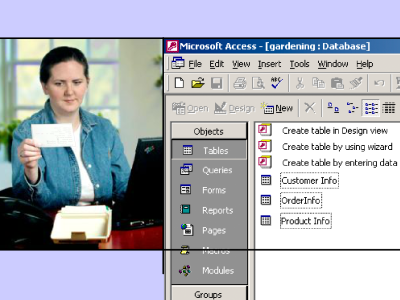 Microsoft Access - [gardening : Database]
File Edit View Insert Tools Window Help
Open Design New
Objects
Tables
Queries
Forms
Reports
Pages
Macros
Modules
Groups
Create table in Design view
Create table by using wizard
Create table by entering data
Customer Info
OrderInfo
Product Info